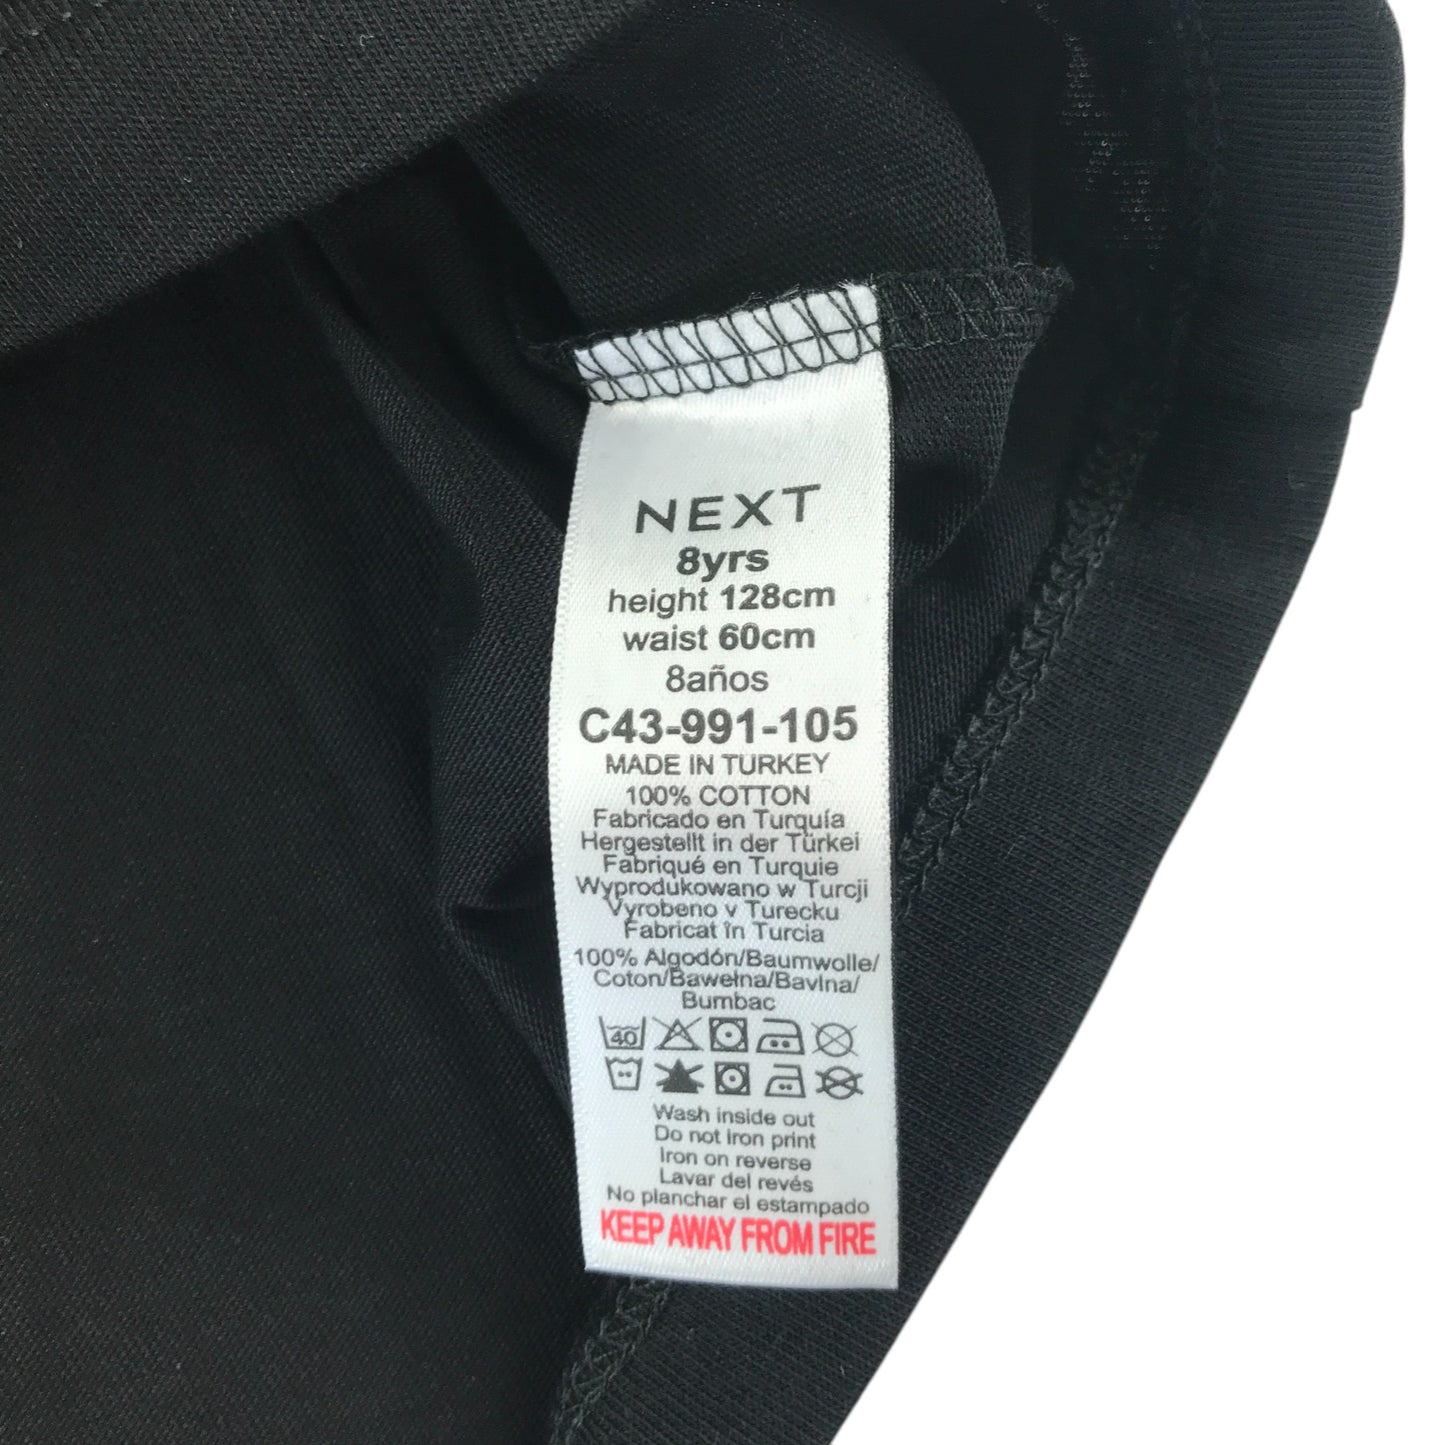 NEXT
8yrs
height 128cm
waist 60cm
8años
C43-991-105
MADE IN TURKEY
100% COTTON
Fabricado en Turquía
Hergestellt in der Türkei
Fabriqué en Turquie
Wyprodukowano w Turcji
Vyrobeno v Turecku
Fabricat în Turcia
100% Algodón/Baumwolle/
Coton/Bawełna/Bavlna/
Bumbac
40
Wash inside out
Do not iron print
Iron on reverse
Lavar del revés
No planchar el estampado
KEEP AWAY FROM FIRE